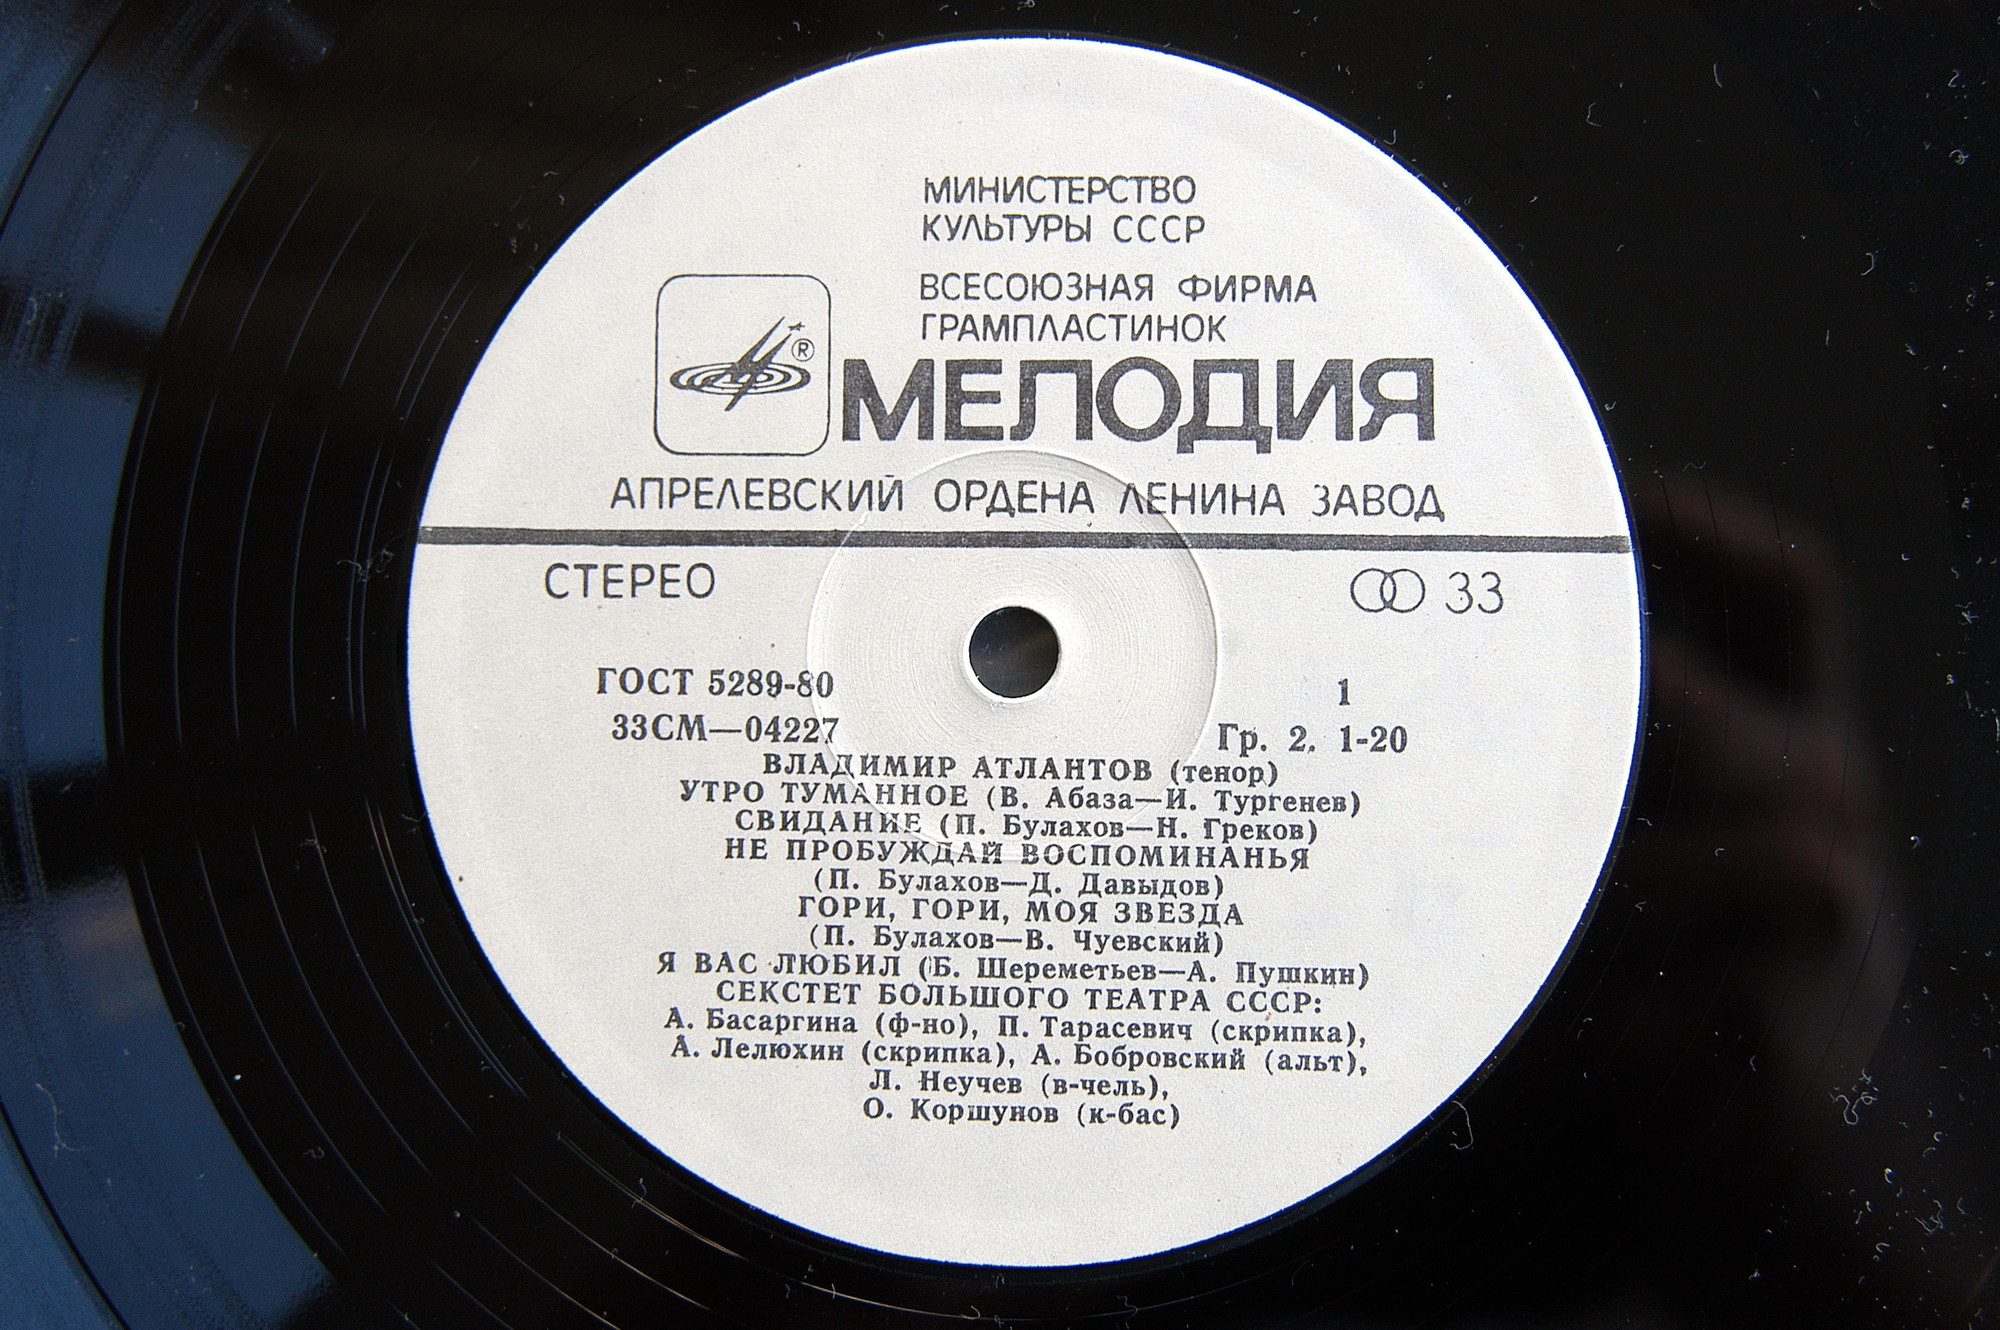 МИНИСТЕРСТВО
КУЛЬТУРЫ СССР
ВСЕСОЮЗНАЯ ФИРМА
ГРАМПЛАСТИНОК
®
МЕЛОДИЯ
АПРЕЛЕВСКИЙ ОРДЕНА ЛЕНИНА ЗАВОД
СТЕРЕО 33
ГОСТ 5289-80 1
33СМ—04227 Гр. 2. 1-20
ВЛАДИМИР АТЛАНТОВ (тенор)
УТРО ТУМАННОЕ (В. Абаза—И. Тургенев)
СВИДАНИЕ (П. Булахов—Н. Греков)
НЕ ПРОБУЖДАЙ ВОСПОМИНАНЬЯ
(П. Булахов—Д. Давыдов)
ГОРИ, ГОРИ, МОЯ ЗВЕЗДА
(П. Булахов—В. Чуевский)
Я ВАС ЛЮБИЛ (Б. Шереметьев—А. Пушкин)
СЕКСТЕТ БОЛЬШОГО ТЕАТРА СССР:
А. Басаргина (ф-но), П. Тарасевич (скрипка),
А. Лелюхин (скрипка), А. Бобровский (альт),
Л. Неучев (в-чель),
О. Коршунов (к-бас)